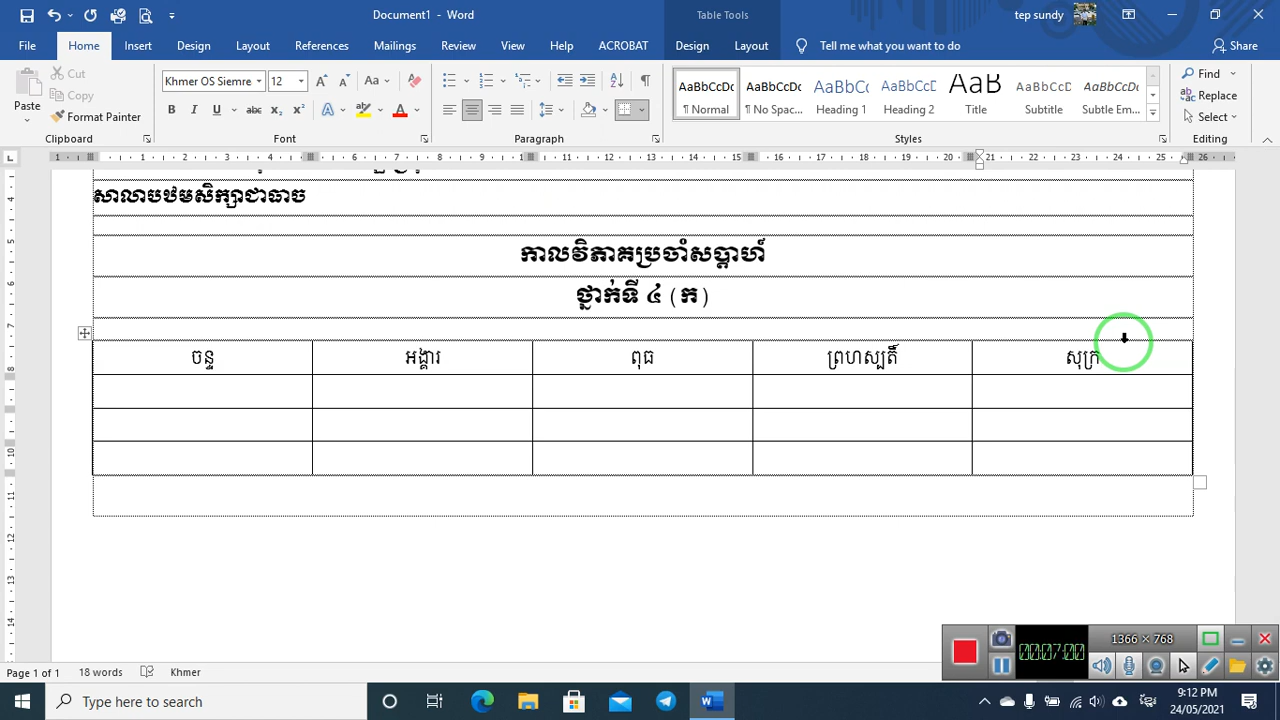 Document1 - Word
Table Tools
tep sundy
File Home Insert Design Layout References Mailings Review View Help ACROBAT Design Layout Tell me what you want to do Share
Paste
Cut
Copy
Format Painter
Clipboard
Khmer OS Siemre 12
Font
Paragraph
AaBbCcDc AaBbCcDc AaBbCc AaBbCcD AaB AaBbCcD AaBbCcDc
¶ Normal ¶ No Spac... Heading 1 Heading 2 Title Subtitle Subtle Em...
Styles
Find
Replace
Select
Editing
សាលាបឋមសិក្សាជាធាច
កាលវិភាគប្រចាំសប្តាហ៍
ថ្នាក់ទី ៤ (ក)
ចន្ទ អង្គារ ពុធ ព្រហស្បតិ៍ សុក្រ
1366 × 768
00:07:00
Page 1 of 1 18 words Khmer
Type here to search
9:12 PM
24/05/2021